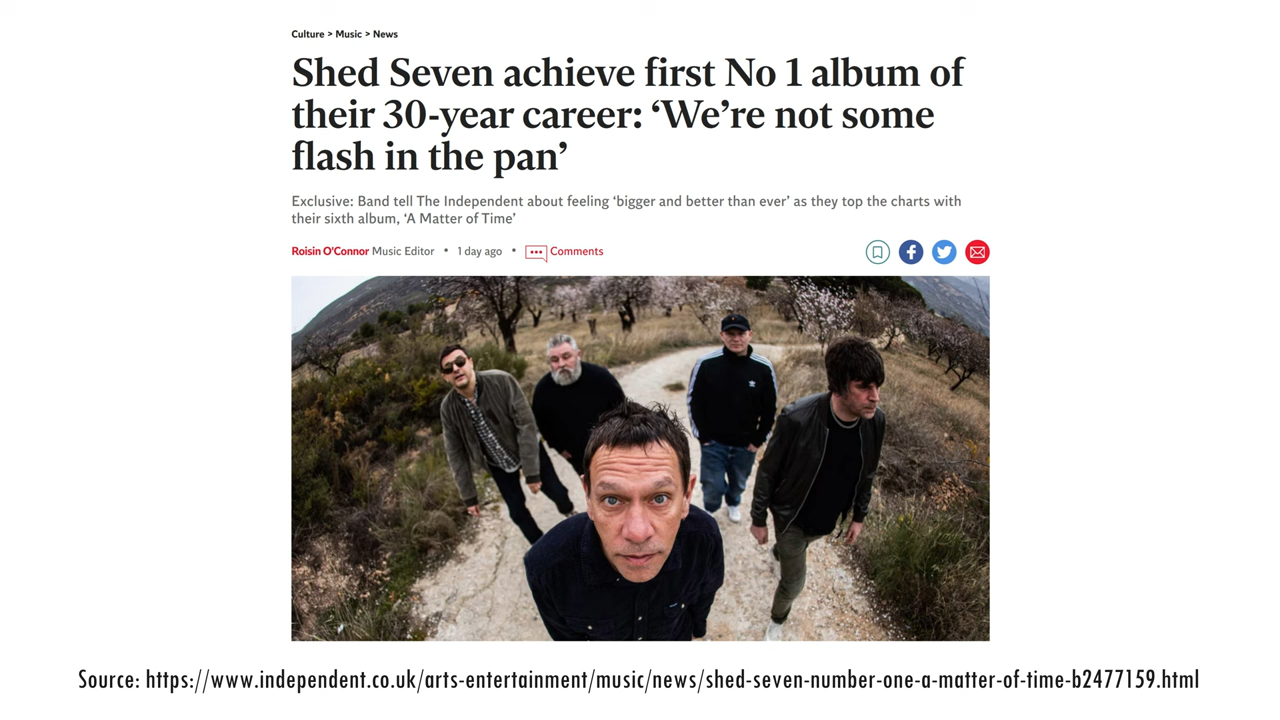 Culture > Music > News
Shed Seven achieve first No 1 album of
their 30-year career: ‘We’re not some
flash in the pan’
Exclusive: Band tell The Independent about feeling ‘bigger and better than ever’ as they top the charts with
their sixth album, ‘A Matter of Time’
Roisin O’Connor Music Editor • 1 day ago • Comments
Source: https://www.independent.co.uk/arts-entertainment/music/news/shed-seven-number-one-a-matter-of-time-b2477159.html